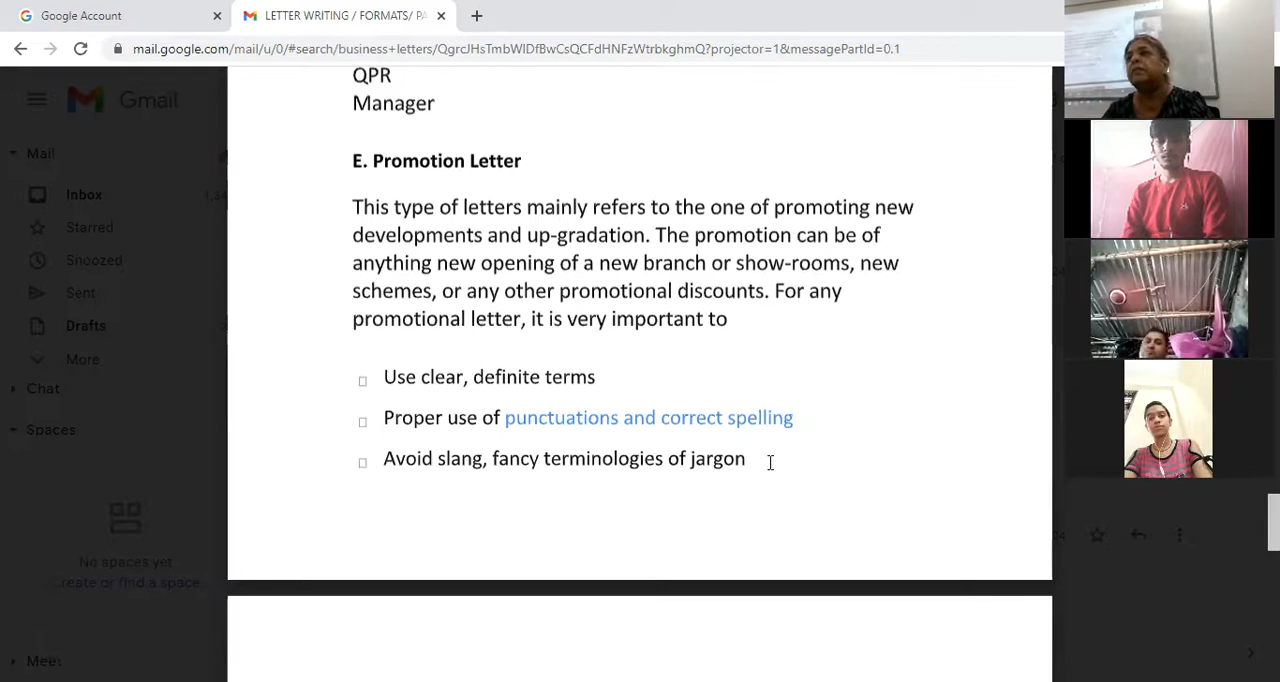 Google Account
LETTER WRITING / FORMATS/ PA
mail.google.com/mail/u/0/#search/business+letters/QgrcJHsTmbWlDfBwCsQCFdHNFzWtrbkghmQ?projector=1&messagePartId=0.1
Gmail
Mail
Inbox
Starred
Snoozed
Sent
Drafts
More
Chat
Spaces
No spaces yet
Create or find a space
Meet
QPR
Manager
E. Promotion Letter
This type of letters mainly refers to the one of promoting new
developments and up-gradation. The promotion can be of
anything new opening of a new branch or show-rooms, new
schemes, or any other promotional discounts. For any
promotional letter, it is very important to
Use clear, definite terms
Proper use of punctuations and correct spelling
Avoid slang, fancy terminologies of jargon